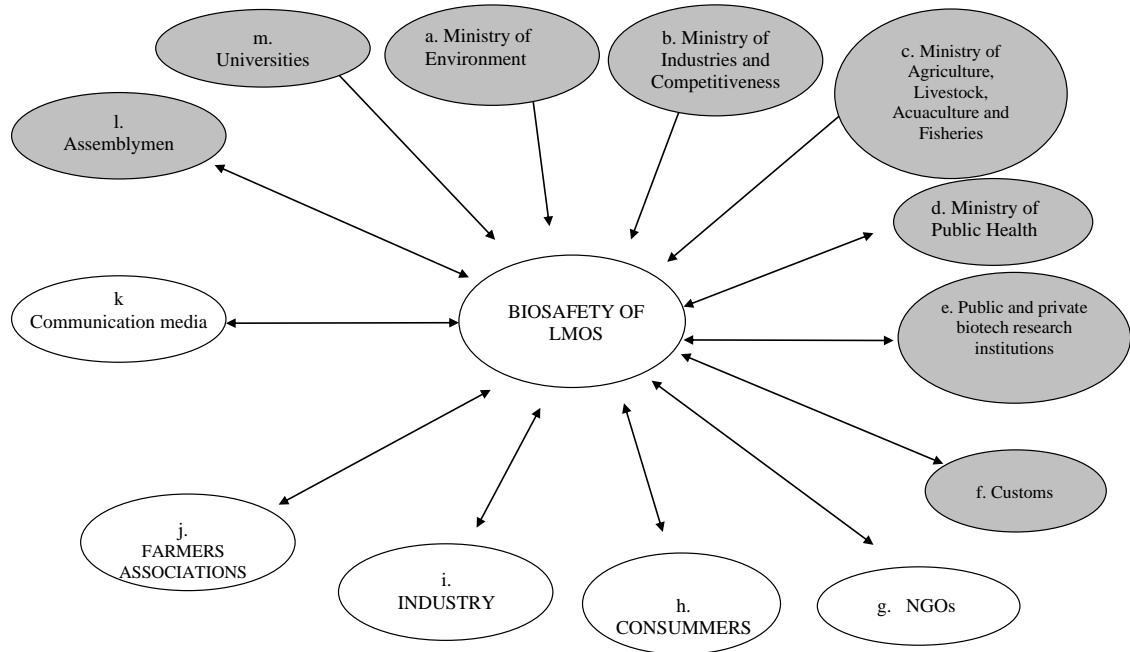 m.
Universities
a. Ministry of
Environment
b. Ministry of
Industries and
Competitiveness
c. Ministry of
Agriculture,
Livestock,
Acuaculture and
Fisheries
l.
Assemblymen
d. Ministry of
Public Health
k
Communication media
BIOSAFETY OF
LMOS
e. Public and private
biotech research
institutions
f. Customs
j.
FARMERS
ASSOCIATIONS
i.
INDUSTRY
h.
CONSUMMERS
g. NGOs